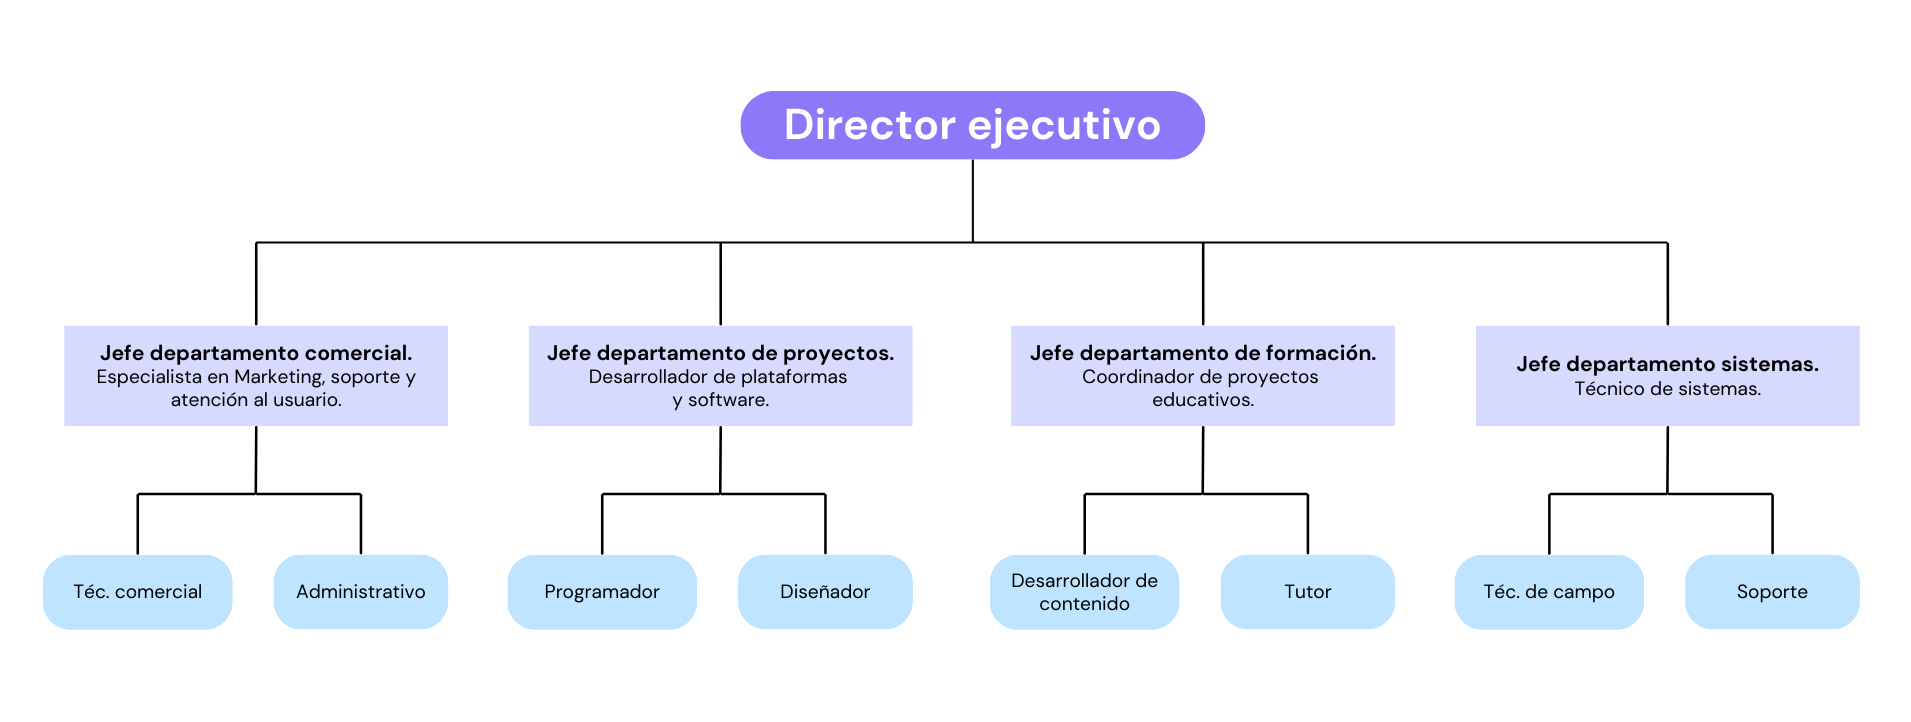 Director ejecutivo
Jefe departamento comercial.
Especialista en Marketing, soporte y
atención al usuario.
Jefe departamento de proyectos.
Desarrollador de plataformas
y software.
Jefe departamento de formación.
Coordinador de proyectos
educativos.
Jefe departamento sistemas.
Técnico de sistemas.
Téc. comercial
Administrativo
Programador
Diseñador
Desarrollador de
contenido
Tutor
Téc. de campo
Soporte